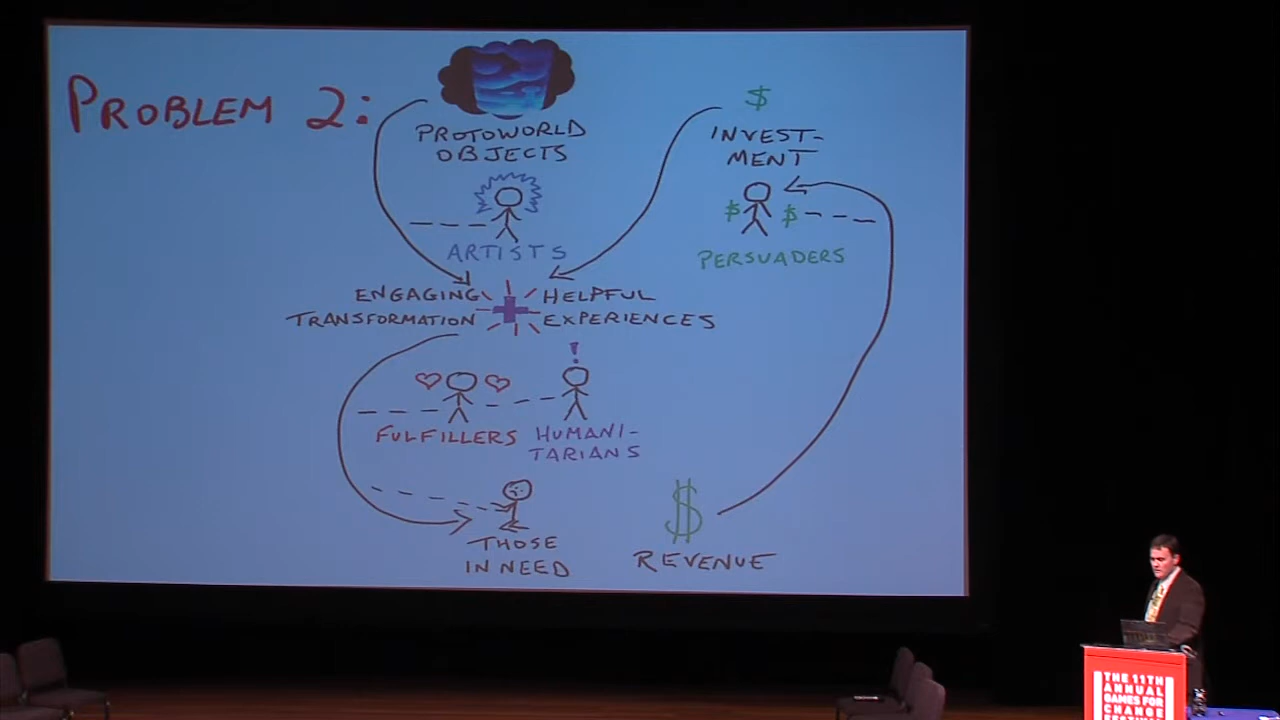 PROBLEM 2:
PROTOWORLD
OBJECTS
$
INVEST-
MENT
ARTISTS
$ $
PERSUADERS
ENGAGING
TRANSFORMATION
HELPFUL
EXPERIENCES
!
FULFILLERS
HUMANI-
TARIANS
THOSE
IN NEED
$
REVENUE
THE 11TH
ANNUAL
GAMES FOR
CHANGE